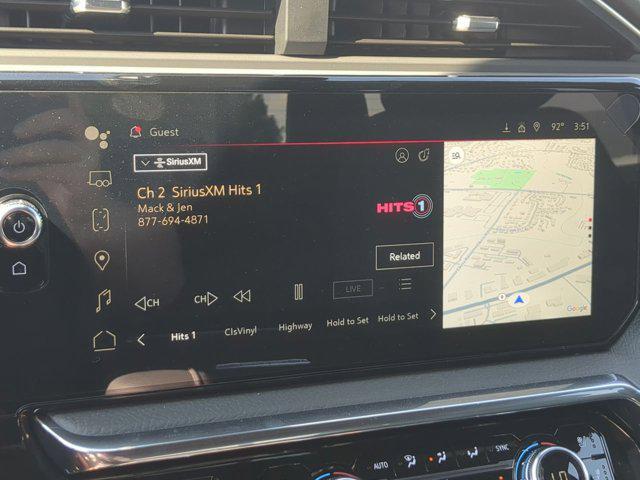 Guest
92° 3:51
SiriusXM
Ch 2 SiriusXM Hits 1
Mack & Jen
877-694-4871
HITS 1
Related
CH CH LIVE
Hits 1 ClsVinyl Highway Hold to Set Hold to Set
Google
AUTO SYNC
LO